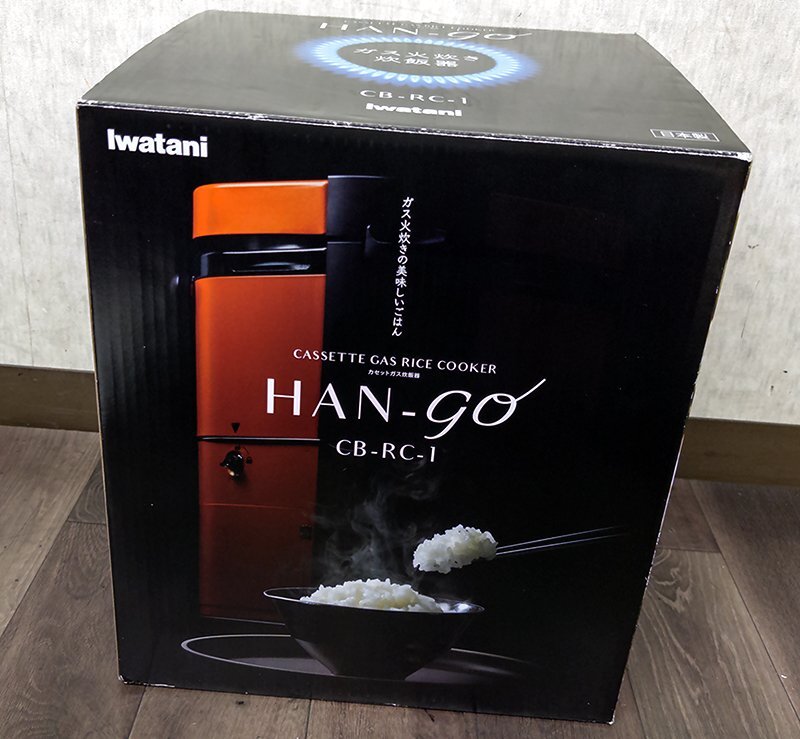 HAN-go
ガス火炊き
炊飯器
CB-RC-1
Iwatani
日本製
Iwatani
ガス火炊きの美味しいごはん
CASSETTE GAS RICE COOKER
カセットガス炊飯器
HAN-go
CB-RC-1